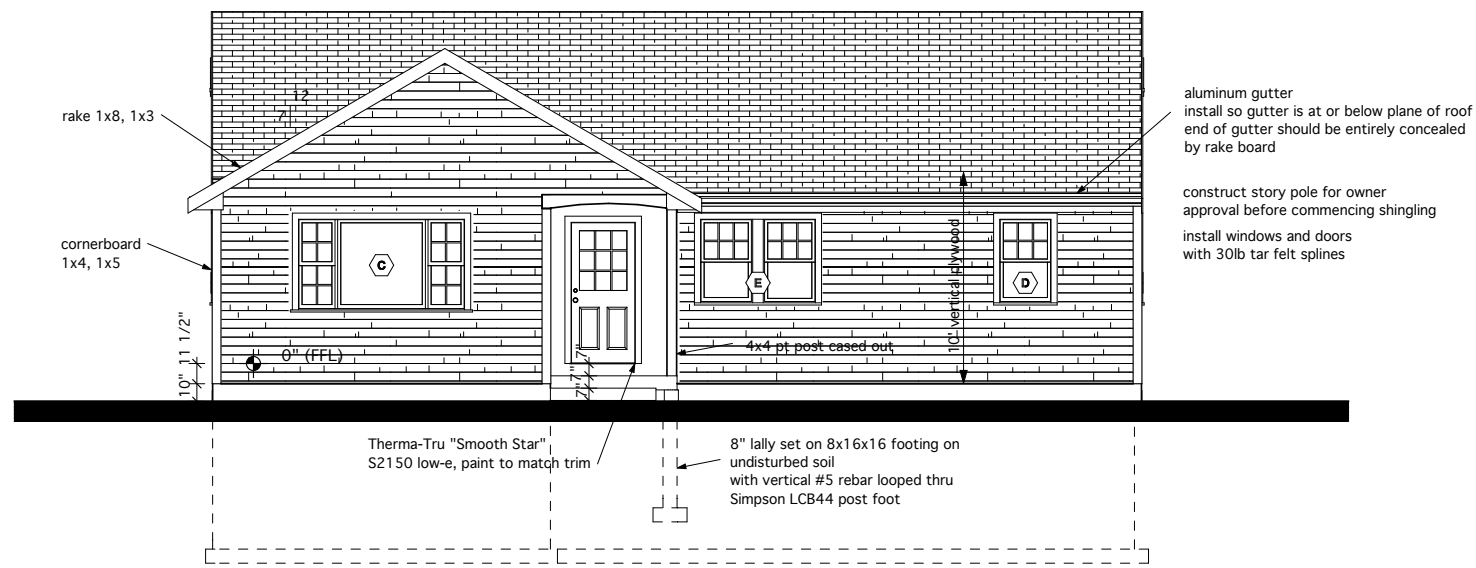 12
7
rake 1x8, 1x3
aluminum gutter
install so gutter is at or below plane of roof
end of gutter should be entirely concealed
by rake board
construct story pole for owner
approval before commencing shingling
install windows and doors
with 30lb tar felt splines
cornerboard
1x4, 1x5
C
E
D
10' vertical plywood
4x4 pt post cased out
0" (FFL)
11 1/2"
10"
7"
7"
7"
Therma-Tru "Smooth Star"
S2150 low-e, paint to match trim
8" lally set on 8x16x16 footing on
undisturbed soil
with vertical #5 rebar looped thru
Simpson LCB44 post foot